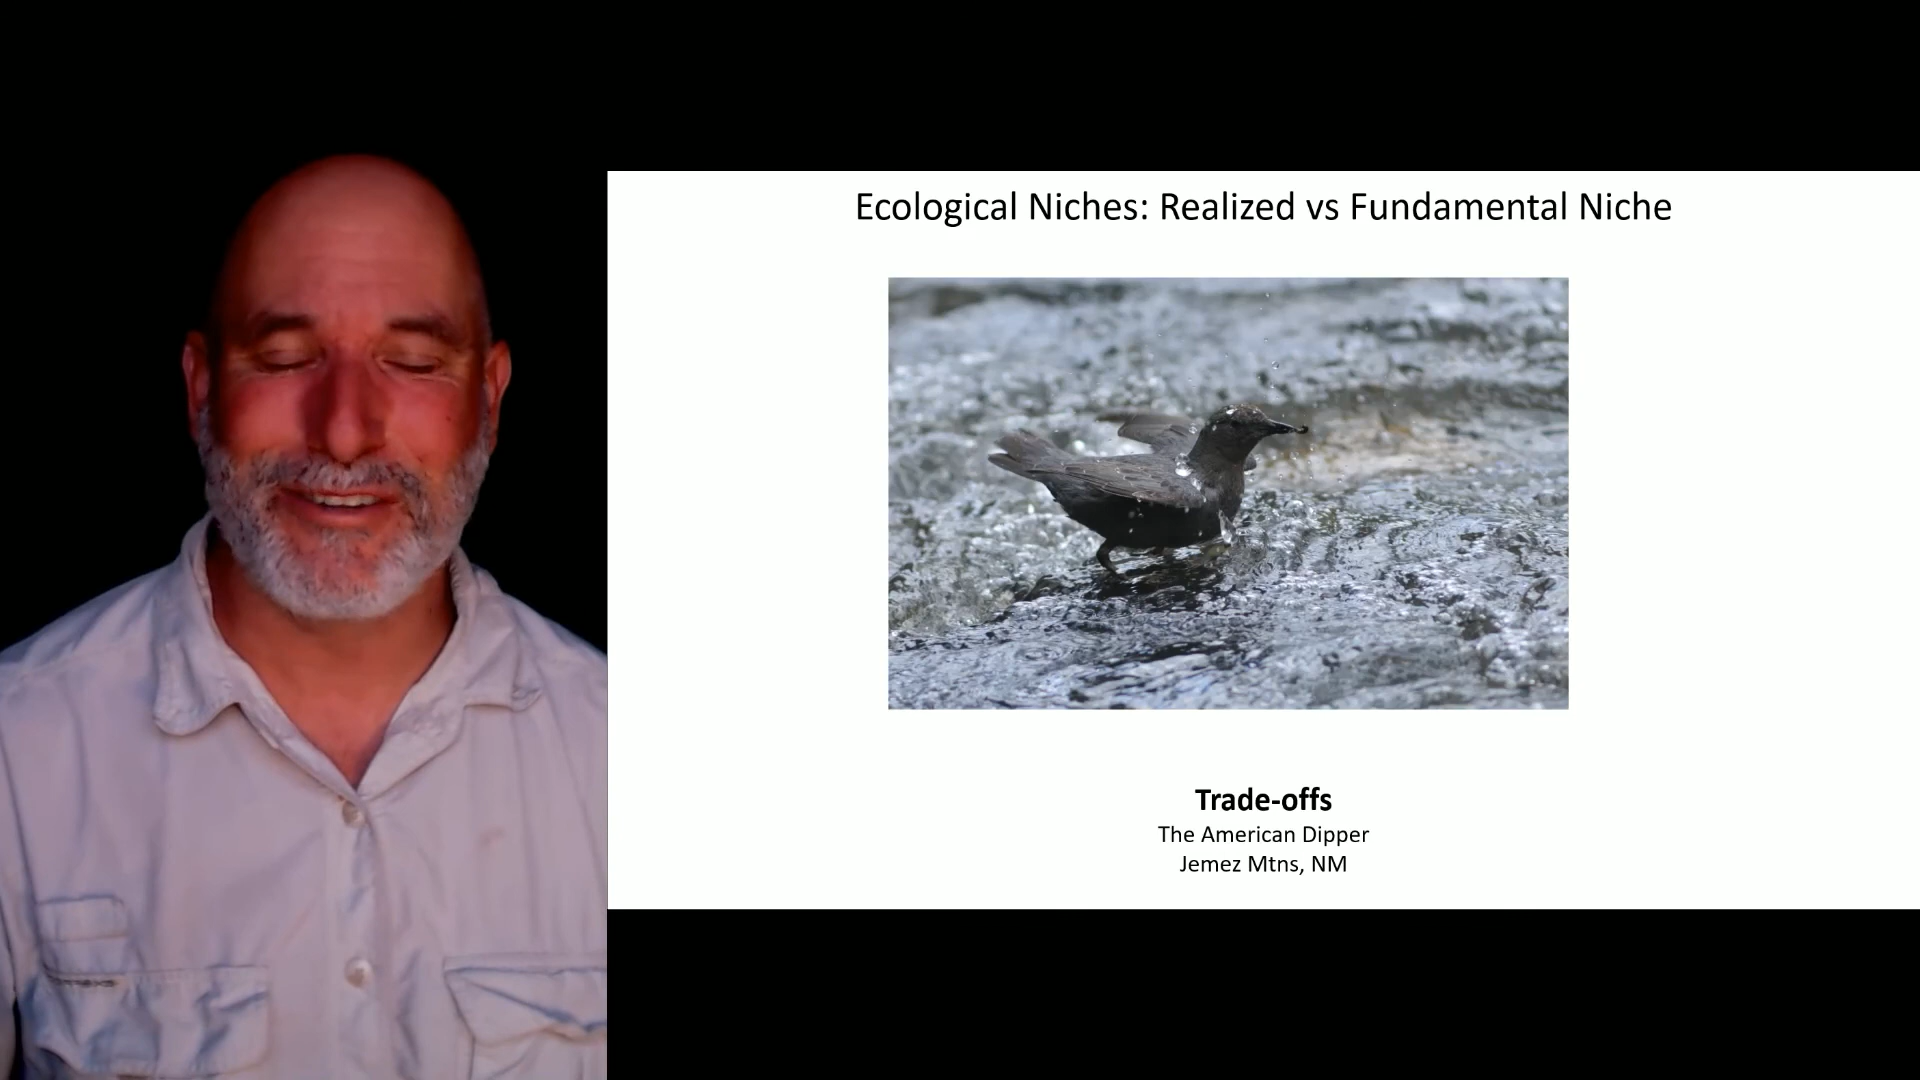 Ecological Niches: Realized vs Fundamental Niche
Trade-offs
The American Dipper
Jemez Mtns, NM